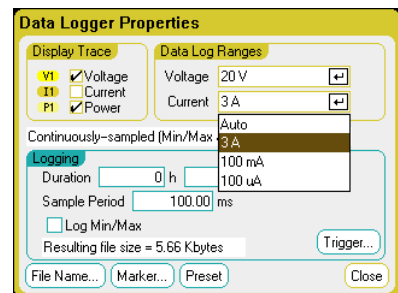 Data Logger Properties
Display Trace
V1 Voltage
I1 Current
P1 Power
Data Log Ranges
Voltage 20 V
Current 3 A
Auto
3 A
100 mA
100 uA
Continuously-sampled (Min/Max
Logging
Duration 0 h
Sample Period 100.00 ms
Log Min/Max
Resulting file size = 5.66 Kbytes
Trigger...
File Name... Marker... Preset Close